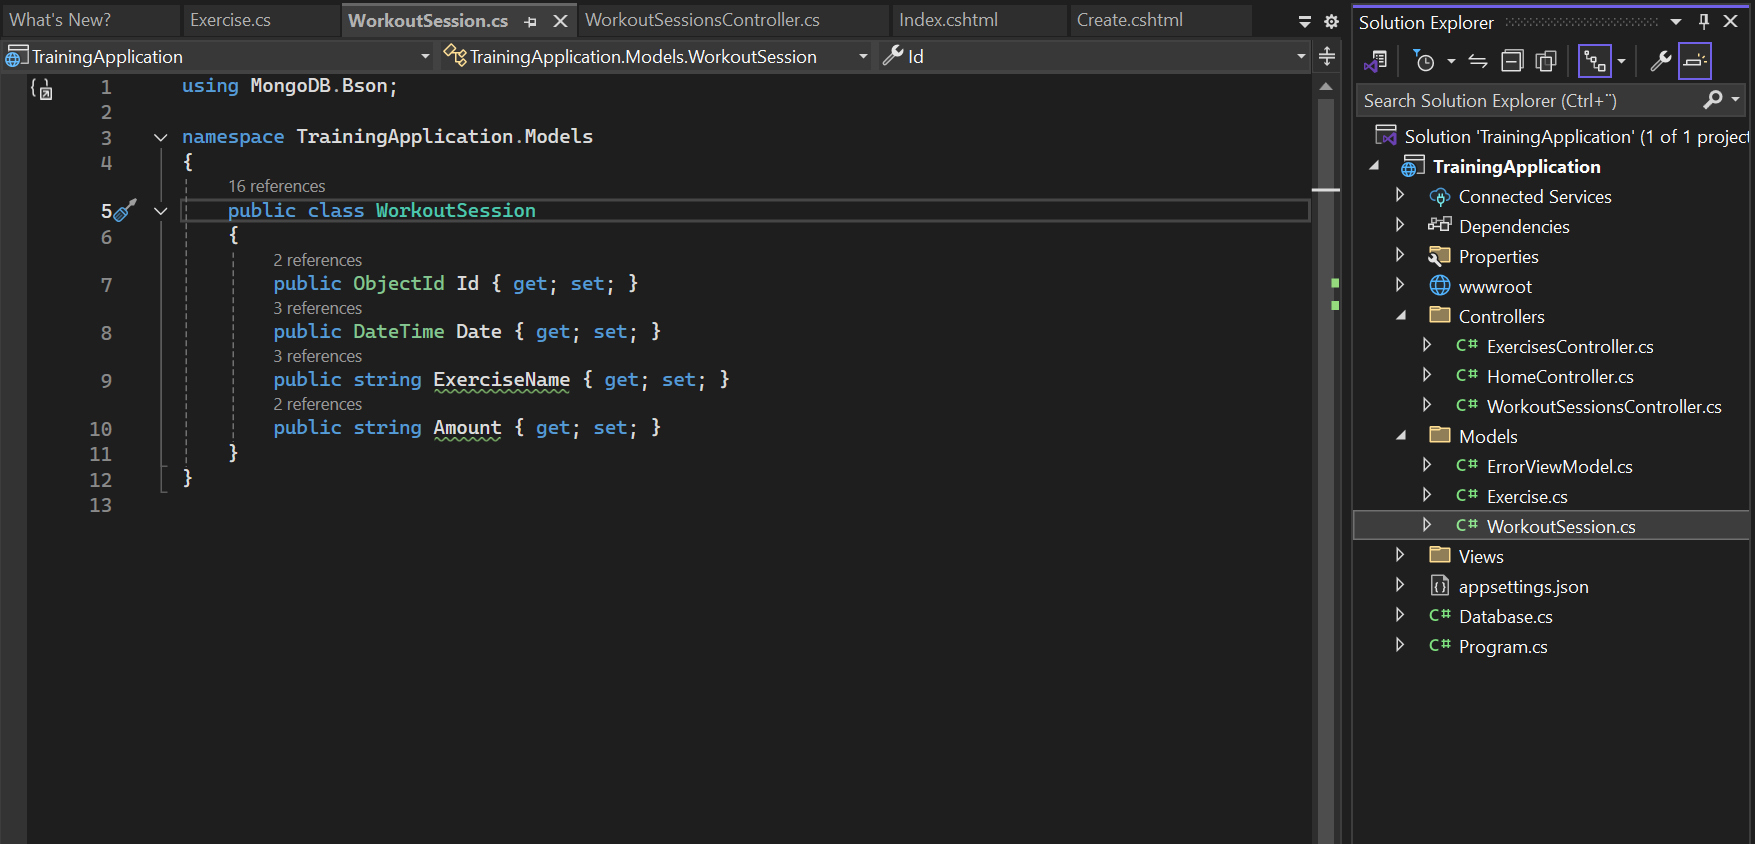 What's New?
Exercise.cs
WorkoutSession.cs
WorkoutSessionsController.cs
Index.cshtml
Create.cshtml
TrainingApplication
TrainingApplication.Models.WorkoutSession
Id
1 using MongoDB.Bson;
2
3 namespace TrainingApplication.Models
4 {
16 references
5 public class WorkoutSession
6 {
2 references
7 public ObjectId Id { get; set; }
3 references
8 public DateTime Date { get; set; }
3 references
9 public string ExerciseName { get; set; }
2 references
10 public string Amount { get; set; }
11 }
12 }
13
Solution Explorer
Search Solution Explorer (Ctrl+¨)
Solution 'TrainingApplication' (1 of 1 project
TrainingApplication
Connected Services
Dependencies
Properties
wwwroot
Controllers
C# ExercisesController.cs
C# HomeController.cs
C# WorkoutSessionsController.cs
Models
C# ErrorViewModel.cs
C# Exercise.cs
C# WorkoutSession.cs
Views
appsettings.json
C# Database.cs
C# Program.cs